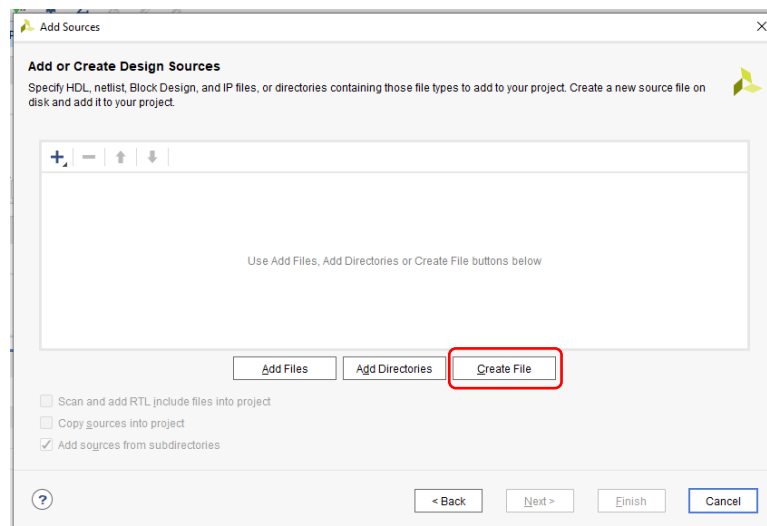 Add Sources
Add or Create Design Sources
Specify HDL, netlist, Block Design, and IP files, or directories containing those file types to add to your project. Create a new source file on
disk and add it to your project.
Use Add Files, Add Directories or Create File buttons below
Add Files
Add Directories
Create File
Scan and add RTL include files into project
Copy sources into project
Add sources from subdirectories
?
< Back
Next >
Finish
Cancel